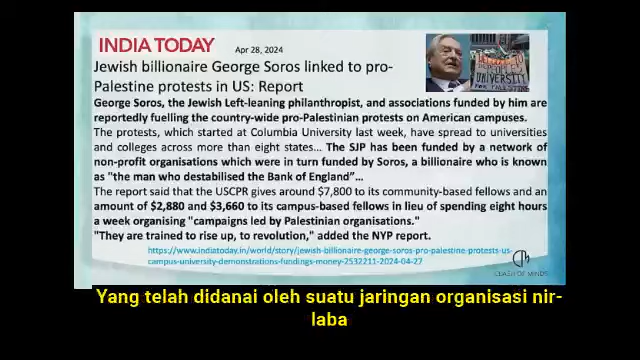 INDIA TODAY Apr 28, 2024
Jewish billionaire George Soros linked to pro-
Palestine protests in US: Report
George Soros, the Jewish Left-leaning philanthropist, and associations funded by him are
reportedly fuelling the country-wide pro-Palestinian protests on American campuses.
The protests, which started at Columbia University last week, have spread to universities
and colleges across more than eight states… The SJP has been funded by a network of
non-profit organisations which were in turn funded by Soros, a billionaire who is known
as "the man who destabilised the Bank of England"…
The report said that the USCPR gives around $7,800 to its community-based fellows and an
amount of $2,880 and $3,660 to its campus-based fellows in lieu of spending eight hours
a week organising "campaigns led by Palestinian organisations."
"They are trained to rise up, to revolution," added the NYP report.
https://www.indiatoday.in/world/story/jewish-billionaire-george-soros-pro-palestine-protests-us-
campus-university-demonstrations-fundings-money-2532211-2024-04-27
CLASH OF MINDS
Yang telah didanai oleh suatu jaringan organisasi nir-
laba